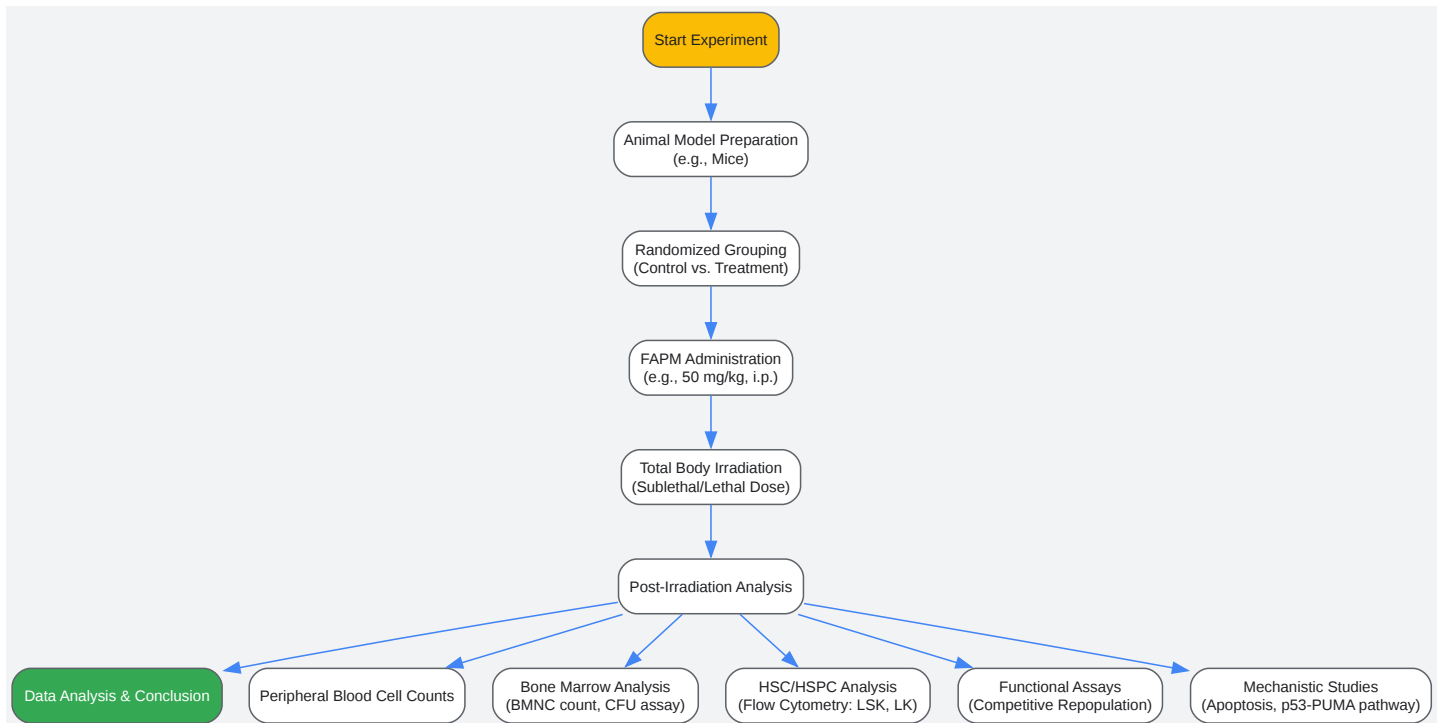 Start Experiment
Animal Model Preparation
(e.g., Mice)
Randomized Grouping
(Control vs. Treatment)
FAPM Administration
(e.g., 50 mg/kg, i.p.)
Total Body Irradiation
(Sublethal/Lethal Dose)
Post-Irradiation Analysis
Data Analysis & Conclusion
Peripheral Blood Cell Counts
Bone Marrow Analysis
(BMNC count, CFU assay)
HSC/HSPC Analysis
(Flow Cytometry: LSK, LK)
Functional Assays
(Competitive Repopulation)
Mechanistic Studies
(Apoptosis, p53-PUMA pathway)